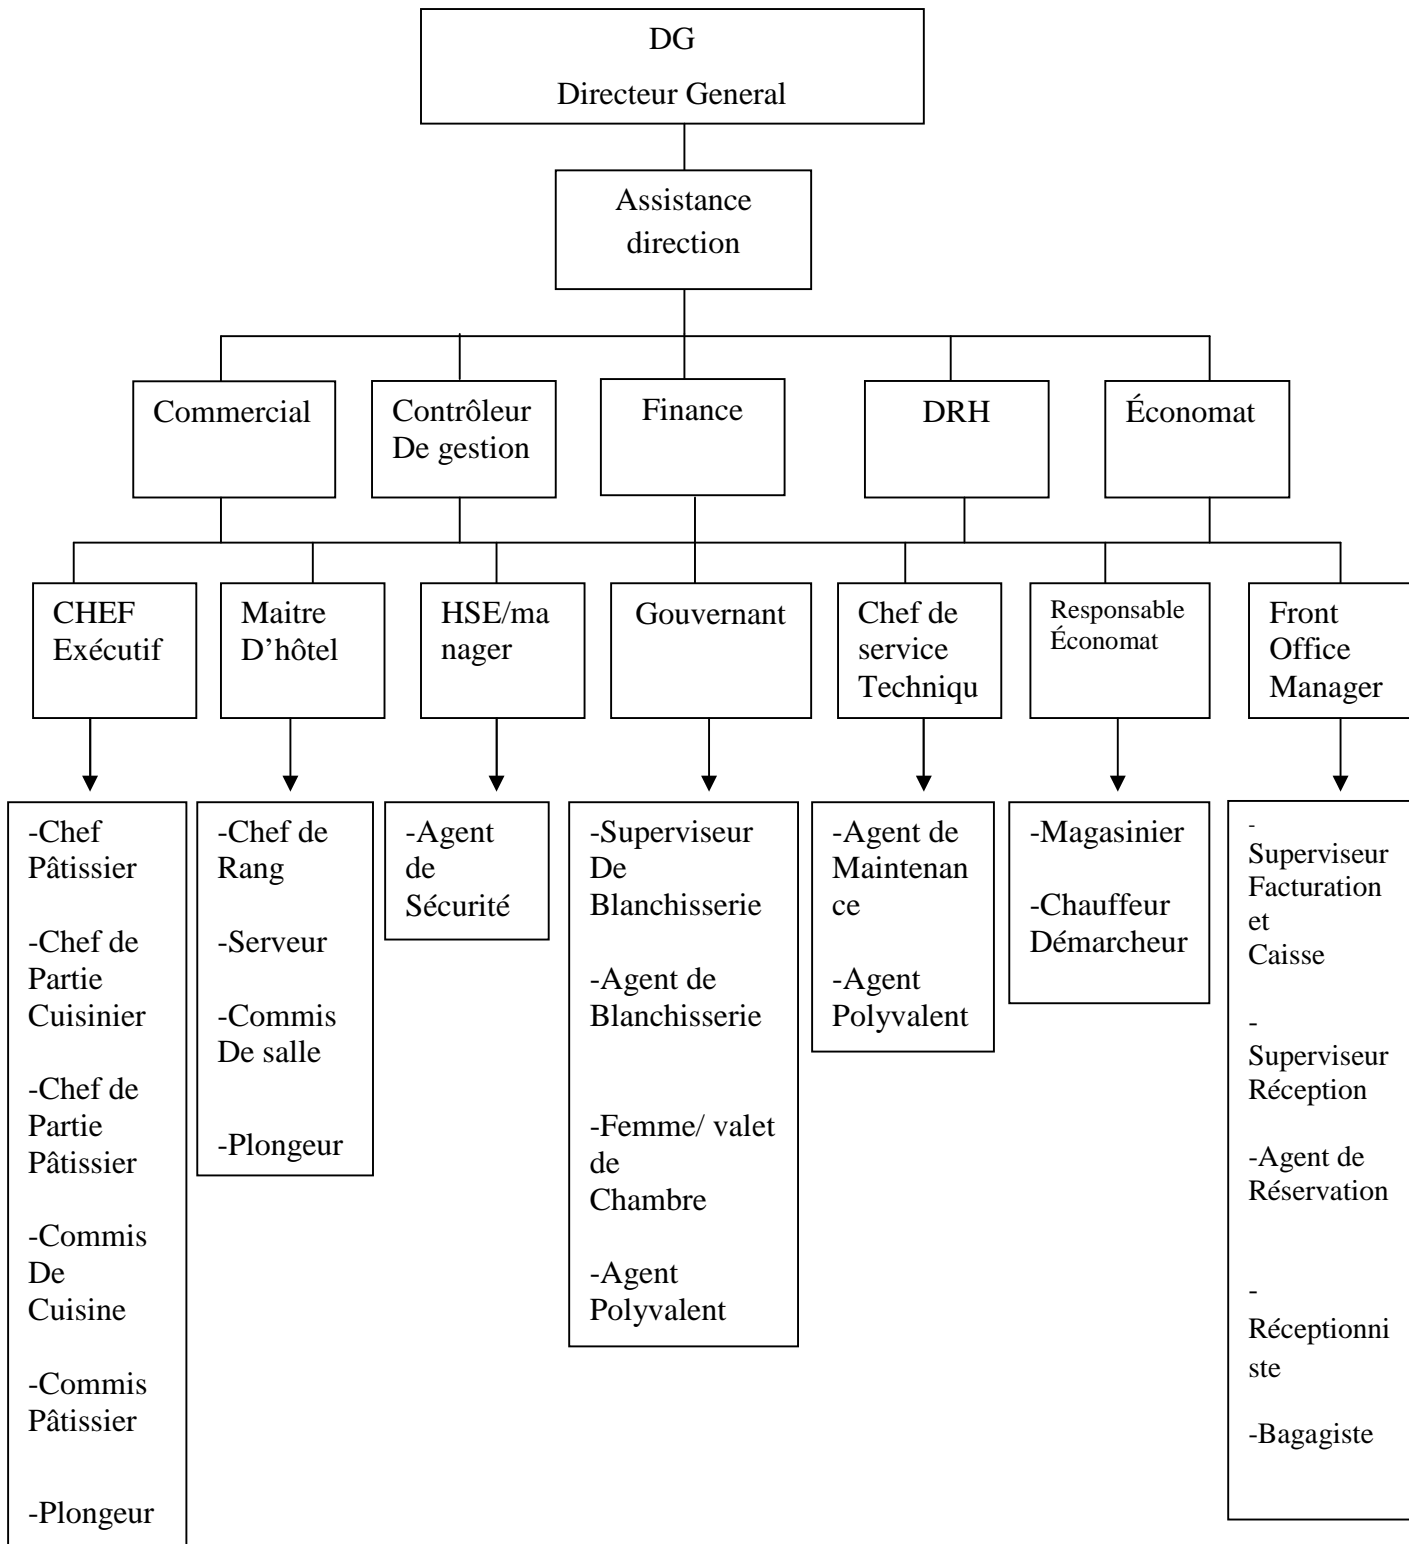 DG
Directeur General
Assistance
direction
Commercial
Contrôleur
De gestion
Finance
DRH
Économat
CHEF
Exécutif
Maitre
D’hôtel
HSE/ma
nager
Gouvernant
Chef de
service
Techniqu
Responsable
Économat
Front
Office
Manager
-Chef
Pâtissier
-Chef de
Partie
Cuisinier
-Chef de
Partie
Pâtissier
-Commis
De
Cuisine
-Commis
Pâtissier
-Plongeur
-Chef de
Rang
-Serveur
-Commis
De salle
-Plongeur
-Agent
de
Sécurité
-Superviseur
De
Blanchisserie
-Agent de
Blanchisserie
-Femme/ valet
de
Chambre
-Agent
Polyvalent
-Agent de
Maintenan
ce
-Agent
Polyvalent
-Magasinier
-Chauffeur
Démarcheur
-
Superviseur
Facturation
et
Caisse
-
Superviseur
Réception
-Agent de
Réservation
-
Réceptionni
ste
-Bagagiste